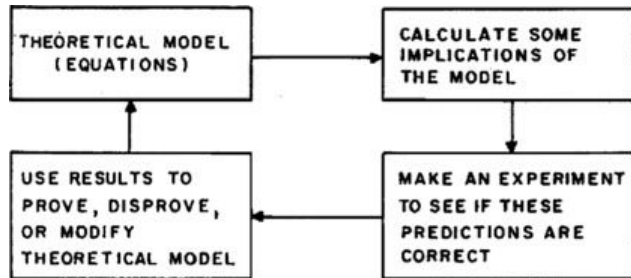 THEORETICAL MODEL
(EQUATIONS)
CALCULATE SOME
IMPLICATIONS OF
THE MODEL
MAKE AN EXPERIMENT
TO SEE IF THESE
PREDICTIONS ARE
CORRECT
USE RESULTS TO
PROVE, DISPROVE,
OR MODIFY
THEORETICAL MODEL